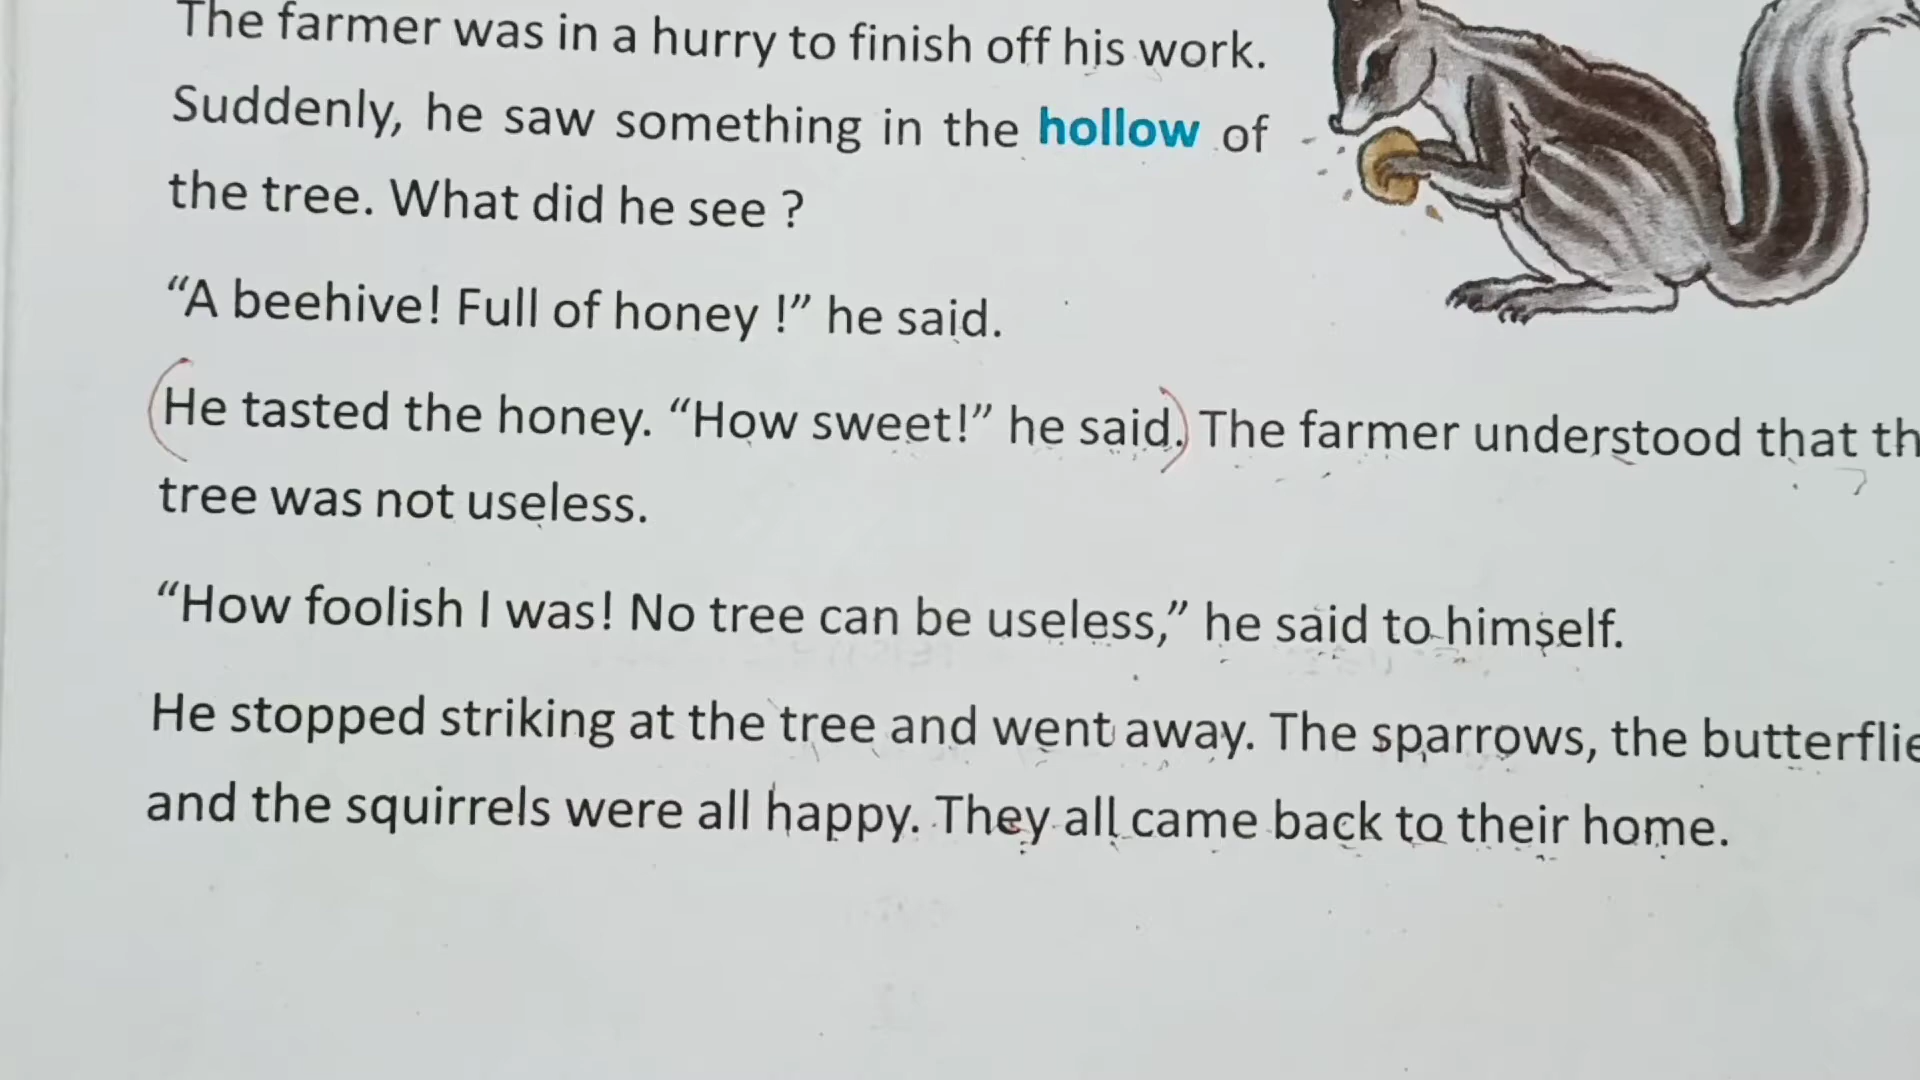 The farmer was in a hurry to finish off his work.
Suddenly, he saw something in the hollow of
the tree. What did he see ?
“A beehive! Full of honey !” he said.
He tasted the honey. “How sweet!” he said. The farmer understood that th
tree was not useless.
“How foolish I was! No tree can be useless,” he said to himself.
He stopped striking at the tree and went away. The sparrows, the butterflie
and the squirrels were all happy. They all came back to their home.